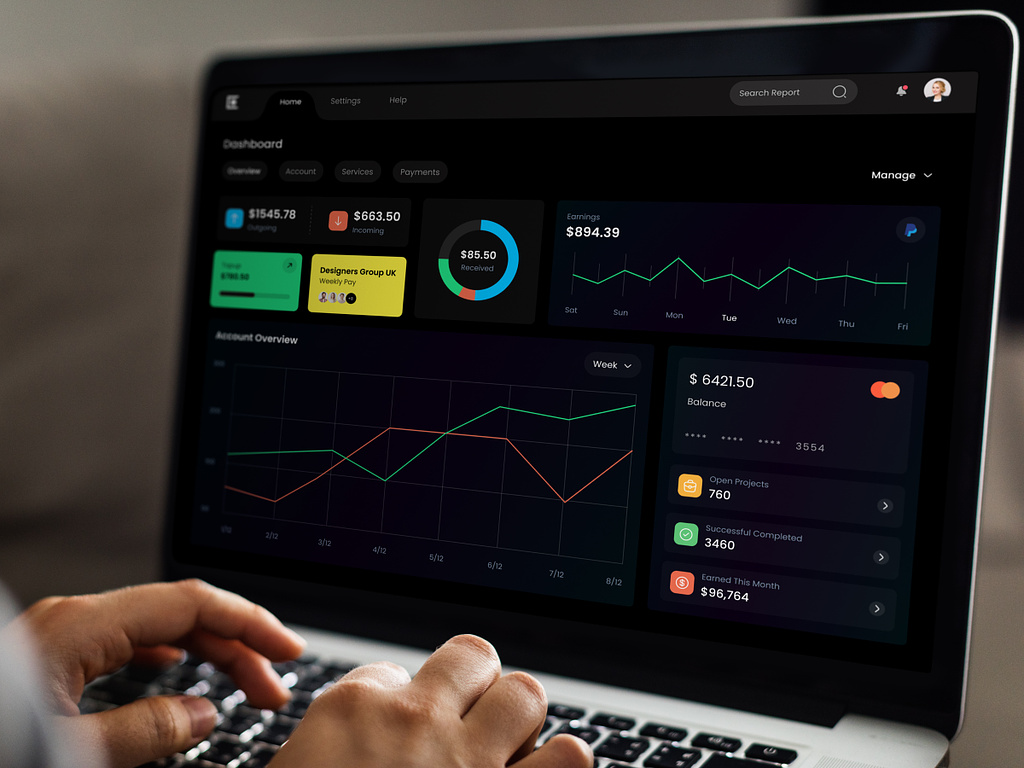 Home
Settings
Help
Search Report
Dashboard
Overview
Account
Services
Payments
Manage
$1545.78
Outgoing
$663.50
Incoming
$85.50
Received
Earnings
$894.39
Sat
Sun
Mon
Tue
Wed
Thu
Fri
Designers Group UK
Weekly Pay
Account Overview
Week
2/12
3/12
4/12
5/12
6/12
7/12
8/12
$ 6421.50
Balance
**** **** **** 3554
Open Projects
760
Successful Completed
3460
Earned This Month
$96,764